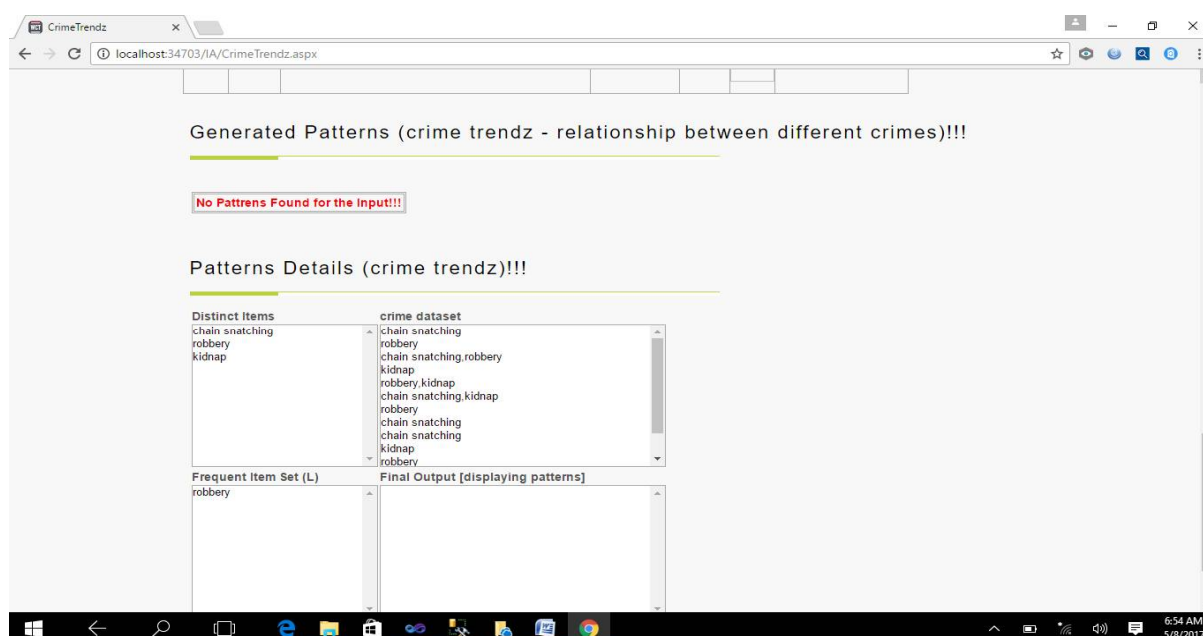 CrimeTrendz
localhost:34703/IA/CrimeTrendz.aspx
Generated Patterns (crime trendz - relationship between different crimes)!!!
No Pattrens Found for the Input!!!
Patterns Details (crime trendz)!!!
Distinct Items
chain snatching
robbery
kidnap
crime dataset
chain snatching
robbery
chain snatching,robbery
kidnap
robbery,kidnap
chain snatching,kidnap
robbery
chain snatching
chain snatching
kidnap
robbery
Frequent Item Set (L)
robbery
Final Output [displaying patterns]
6:54 AM